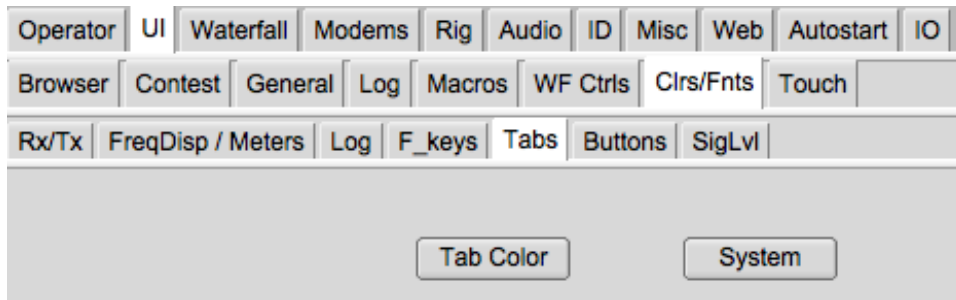 Operator UI Waterfall Modems Rig Audio ID Misc Web Autostart IO
Browser Contest General Log Macros WF Ctrls Clrs/Fnts Touch
Rx/Tx FreqDisp / Meters Log F_keys Tabs Buttons SigLvl
Tab Color System